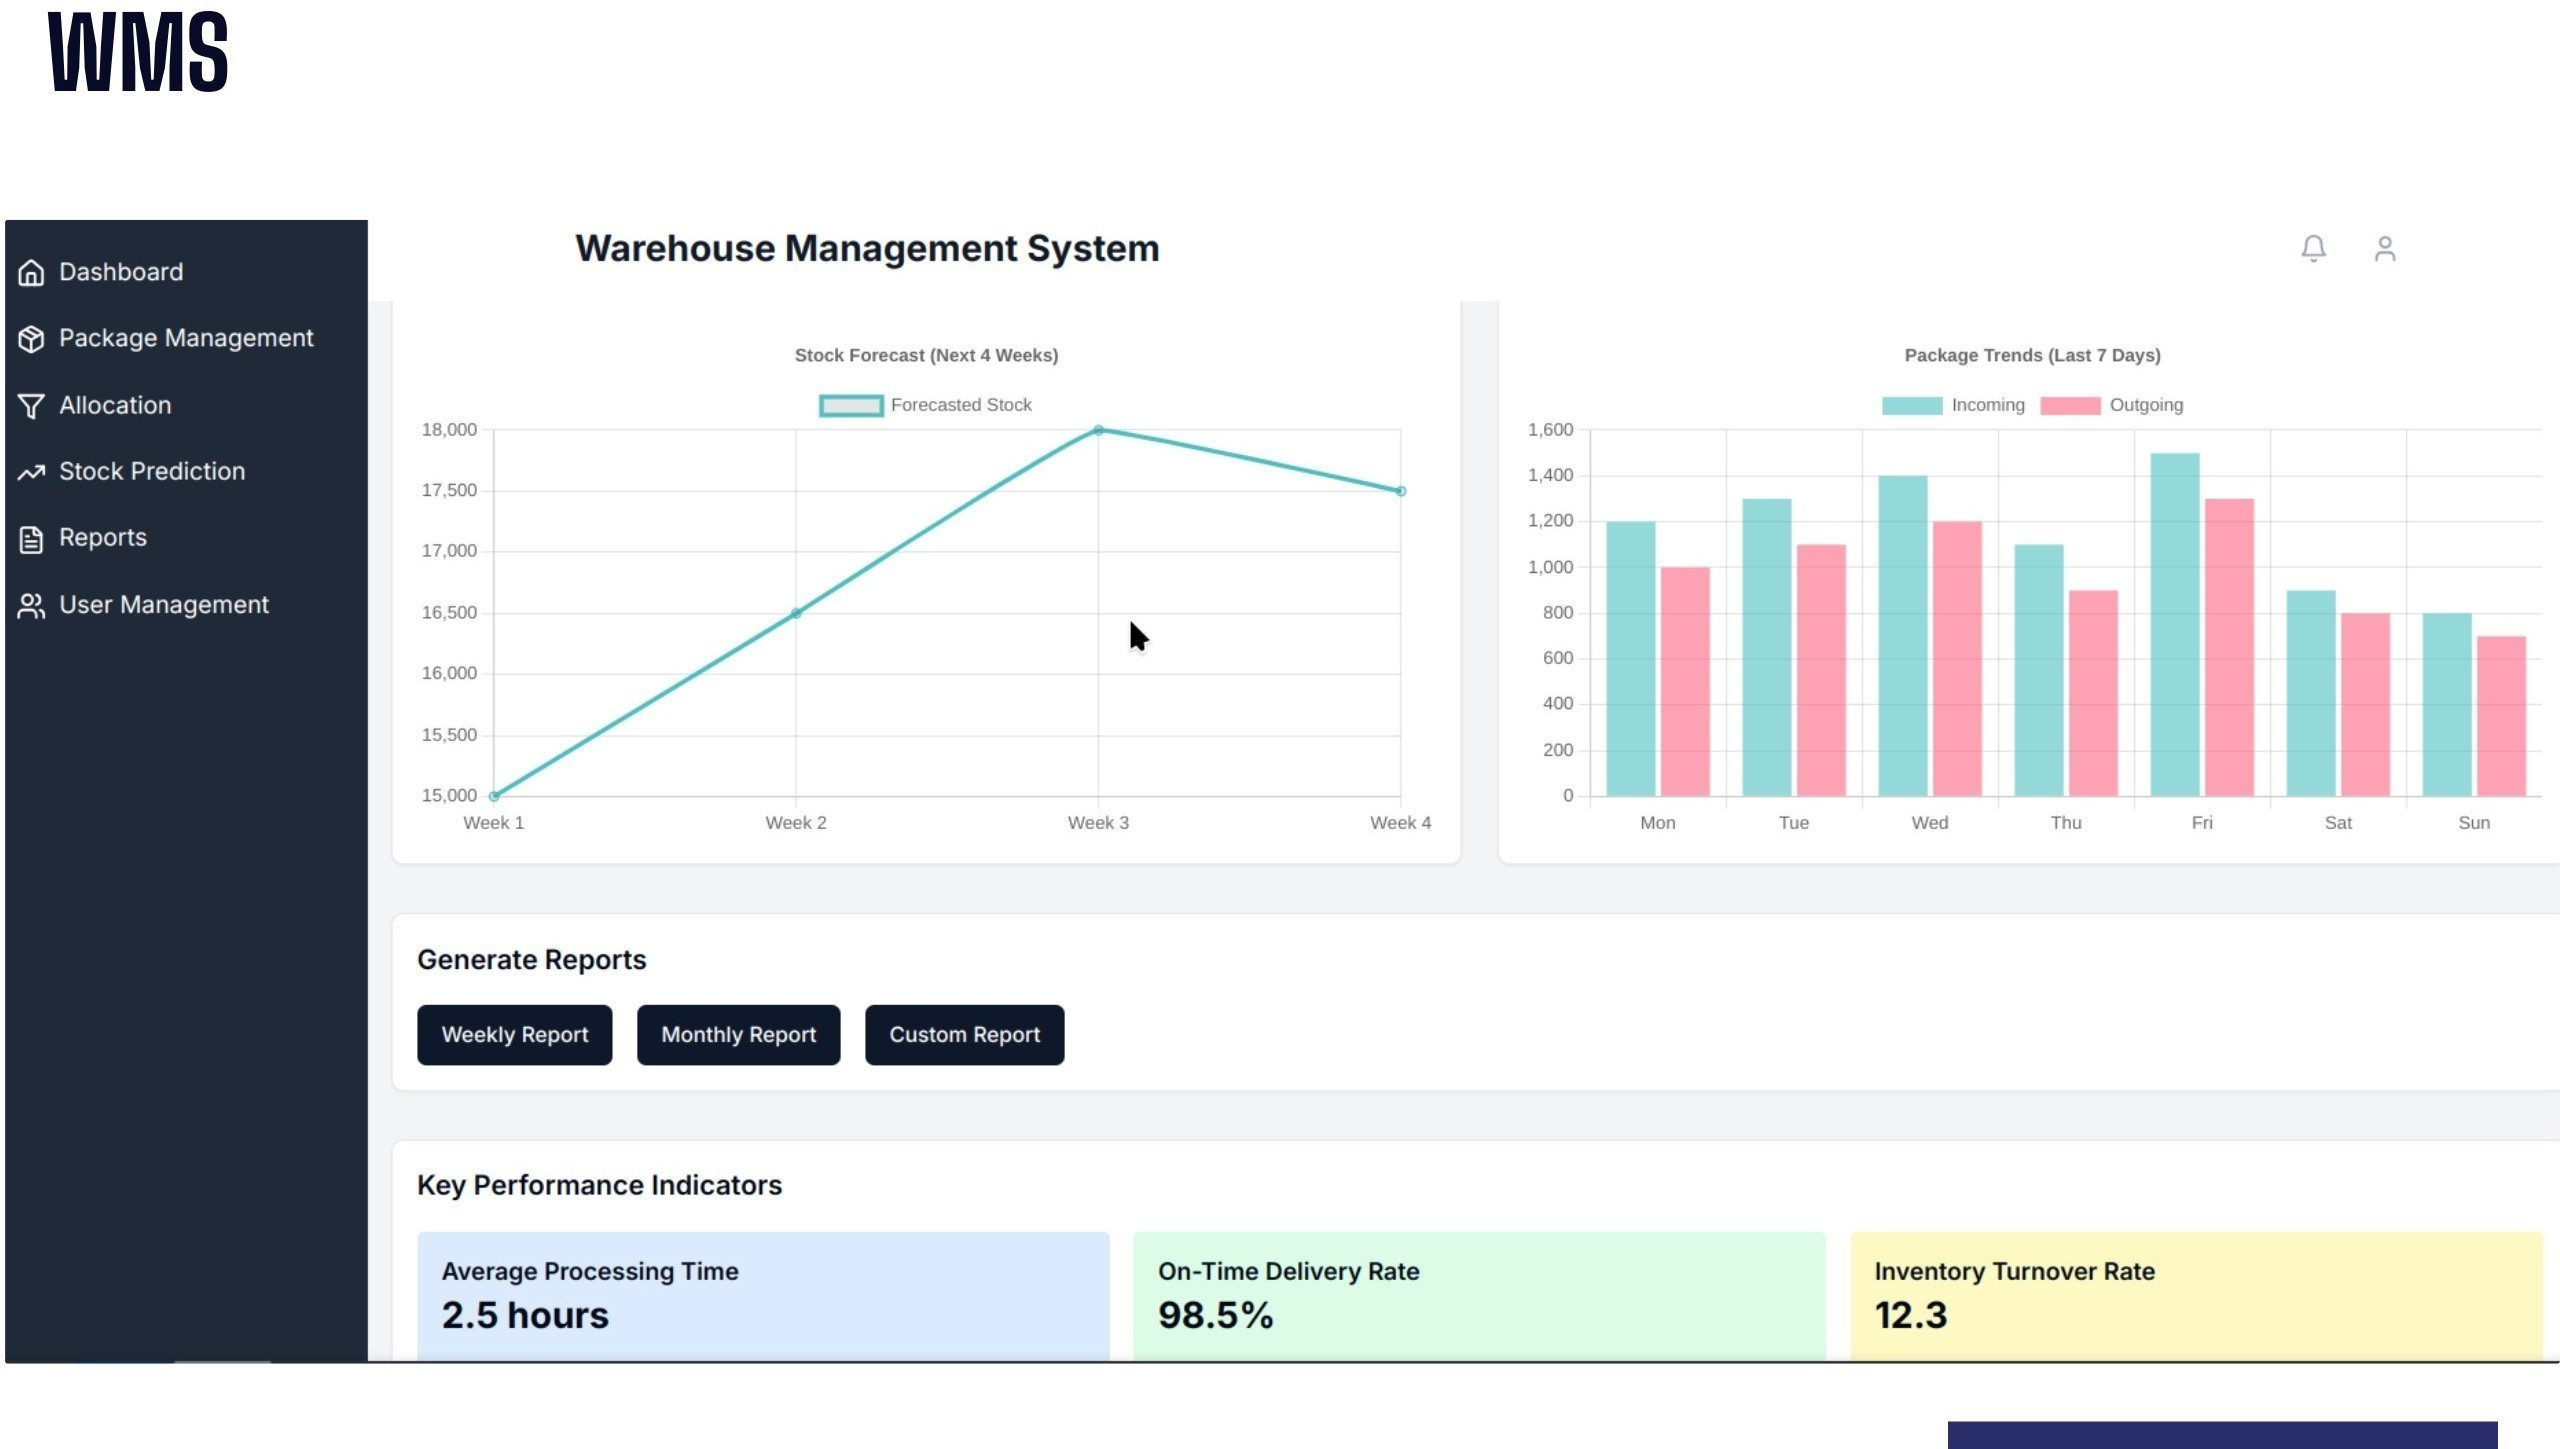 WMS
Warehouse Management System
Dashboard
Package Management
Allocation
Stock Prediction
Reports
User Management
Stock Forecast (Next 4 Weeks)
Forecasted Stock
18,000
17,500
17,000
16,500
16,000
15,500
15,000
Week 1 Week 2 Week 3 Week 4
Package Trends (Last 7 Days)
Incoming Outgoing
1,600
1,400
1,200
1,000
800
600
400
200
0
Mon Tue Wed Thu Fri Sat Sun
Generate Reports
Weekly Report Monthly Report Custom Report
Key Performance Indicators
Average Processing Time
2.5 hours
On-Time Delivery Rate
98.5%
Inventory Turnover Rate
12.3